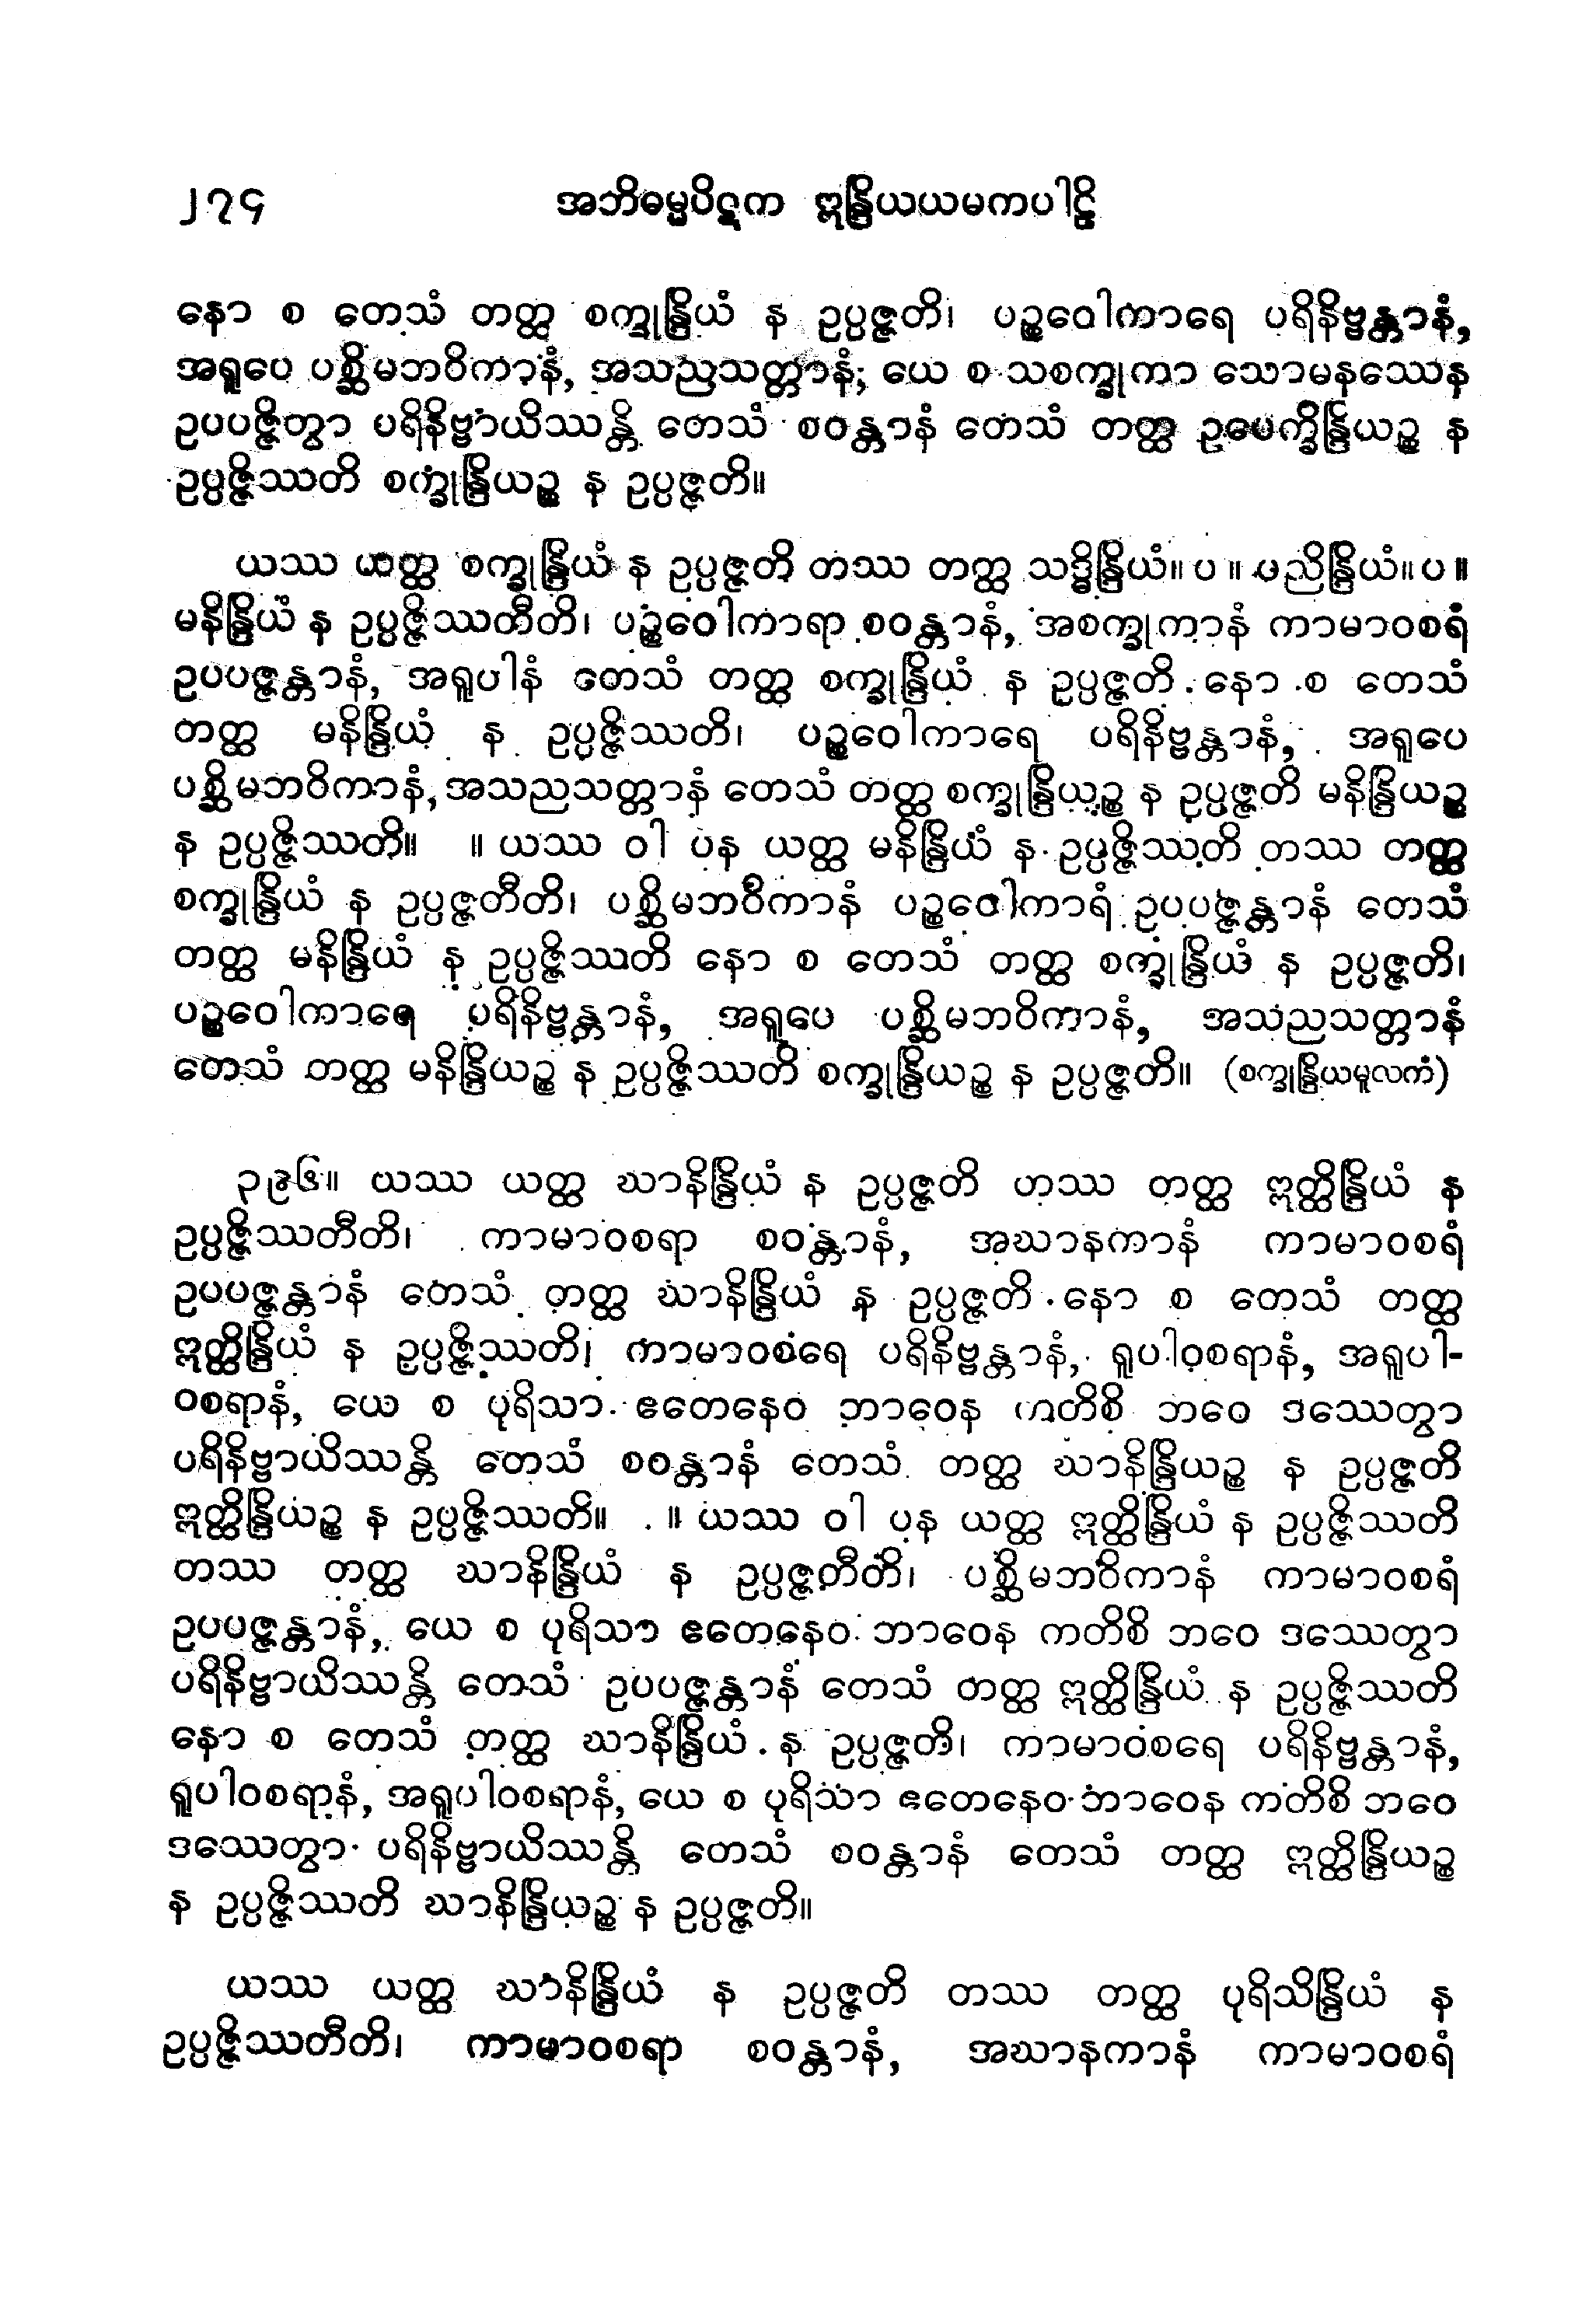 ၂၇၄ အဘိဓမ္မပိဋက ဣန္ဒြိယယမကပါဠိ
နော စ တေသံ တတ္ထ စက္ခုန္ဒြိယံ န ဥပ္ပဇ္ဇတိ၊ ပဉ္စဝေါကာရေ ပရိနိဗ္ဗန္တာနံ,
အရူပေ ပစ္ဆိမဘဝိကာနံ, အသညသတ္တာနံ; ယေ စ သစက္ခုကာ သောမနဿေန
ဥပပဇ္ဇိတွာ ပရိနိဗ္ဗာယိဿန္တိ တေသံ စဝန္တာနံ တေသံ တတ္ထ ဥပေက္ခိန္ဒြိယဉ္စ န
ဥပ္ပဇ္ဇိဿတိ စက္ခုန္ဒြိယဉ္စ န ဥပ္ပဇ္ဇတိ။
ယဿ ယတ္ထ စက္ခုန္ဒြိယံ န ဥပ္ပဇ္ဇတိ တဿ တတ္ထ သဒ္ဓိန္ဒြိယံ။ ပ ။ ပညိန္ဒြိယံ။ ပ ။
မနိန္ဒြိယံ န ဥပ္ပဇ္ဇိဿတီတိ၊ ပဉ္စဝေါကာရာ စဝန္တာနံ, အစက္ခုကာနံ ကာမာဝစရံ
ဥပပဇ္ဇန္တာနံ, အရူပါနံ တေသံ တတ္ထ စက္ခုန္ဒြိယံ န ဥပ္ပဇ္ဇတိ နော စ တေသံ
တတ္ထ မနိန္ဒြိယံ န ဥပ္ပဇ္ဇိဿတိ၊ ပဉ္စဝေါကာရေ ပရိနိဗ္ဗန္တာနံ, အရူပေ
ပစ္ဆိမဘဝိကာနံ, အသညသတ္တာနံ တေသံ တတ္ထ စက္ခုန္ဒြိယဉ္စ န ဥပ္ပဇ္ဇတိ မနိန္ဒြိယဉ္စ
န ဥပ္ပဇ္ဇိဿတိ။ ။ ယဿ ဝါ ပန ယတ္ထ မနိန္ဒြိယံ န ဥပ္ပဇ္ဇိဿတိ တဿ တတ္ထ
စက္ခုန္ဒြိယံ န ဥပ္ပဇ္ဇတီတိ၊ ပစ္ဆိမဘဝိကာနံ ပဉ္စဝေါကာရံ ဥပပဇ္ဇန္တာနံ တေသံ
တတ္ထ မနိန္ဒြိယံ န ဥပ္ပဇ္ဇိဿတိ နော စ တေသံ တတ္ထ စက္ခုန္ဒြိယံ န ဥပ္ပဇ္ဇတိ၊
ပဉ္စဝေါကာရေ ပရိနိဗ္ဗန္တာနံ, အရူပေ ပစ္ဆိမဘဝိကာနံ, အသညသတ္တာနံ
တေသံ တတ္ထ မနိန္ဒြိယဉ္စ န ဥပ္ပဇ္ဇိဿတိ စက္ခုန္ဒြိယဉ္စ န ဥပ္ပဇ္ဇတိ။ (စက္ခုန္ဒြိယမူလကံ)
၃၉၆။ ယဿ ယတ္ထ ဃာနိန္ဒြိယံ န ဥပ္ပဇ္ဇတိ တဿ တတ္ထ ဣတ္ထိန္ဒြိယံ န
ဥပ္ပဇ္ဇိဿတီတိ၊ ကာမာဝစရာ စဝန္တာနံ, အဃာနကာနံ ကာမာဝစရံ
ဥပပဇ္ဇန္တာနံ တေသံ တတ္ထ ဃာနိန္ဒြိယံ န ဥပ္ပဇ္ဇတိ နော စ တေသံ တတ္ထ
ဣတ္ထိန္ဒြိယံ န ဥပ္ပဇ္ဇိဿတိ၊ ကာမာဝစရေ ပရိနိဗ္ဗန္တာနံ, ရူပါဝစရာနံ, အရူပါ-
ဝစရာနံ, ယေ စ ပုရိသာ ဧတေနေဝ ဘာဝေန ကတိစိ ဘဝေ ဒဿေတွာ
ပရိနိဗ္ဗာယိဿန္တိ တေသံ စဝန္တာနံ တေသံ တတ္ထ ဃာနိန္ဒြိယဉ္စ န ဥပ္ပဇ္ဇတိ
ဣတ္ထိန္ဒြိယဉ္စ န ဥပ္ပဇ္ဇိဿတိ။ ။ ယဿ ဝါ ပန ယတ္ထ ဣတ္ထိန္ဒြိယံ န ဥပ္ပဇ္ဇိဿတိ
တဿ တတ္ထ ဃာနိန္ဒြိယံ န ဥပ္ပဇ္ဇတီတိ၊ ပစ္ဆိမဘဝိကာနံ ကာမာဝစရံ
ဥပပဇ္ဇန္တာနံ, ယေ စ ပုရိသာ ဧတေနေဝ ဘာဝေန ကတိစိ ဘဝေ ဒဿေတွာ
ပရိနိဗ္ဗာယိဿန္တိ တေသံ ဥပပဇ္ဇန္တာနံ တေသံ တတ္ထ ဣတ္ထိန္ဒြိယံ န ဥပ္ပဇ္ဇိဿတိ
နော စ တေသံ တတ္ထ ဃာနိန္ဒြိယံ န ဥပ္ပဇ္ဇတိ၊ ကာမာဝစရေ ပရိနိဗ္ဗန္တာနံ,
ရူပါဝစရာနံ, အရူပါဝစရာနံ, ယေ စ ပုရိသာ ဧတေနေဝ ဘာဝေန ကတိစိ ဘဝေ
ဒဿေတွာ ပရိနိဗ္ဗာယိဿန္တိ တေသံ စဝန္တာနံ တေသံ တတ္ထ ဣတ္ထိန္ဒြိယဉ္စ
န ဥပ္ပဇ္ဇိဿတိ ဃာနိန္ဒြိယဉ္စ န ဥပ္ပဇ္ဇတိ။
ယဿ ယတ္ထ ဃာနိန္ဒြိယံ န ဥပ္ပဇ္ဇတိ တဿ တတ္ထ ပုရိသိန္ဒြိယံ န
ဥပ္ပဇ္ဇိဿတီတိ၊ ကာမာဝစရာ စဝန္တာနံ, အဃာနကာနံ ကာမာဝစရံ